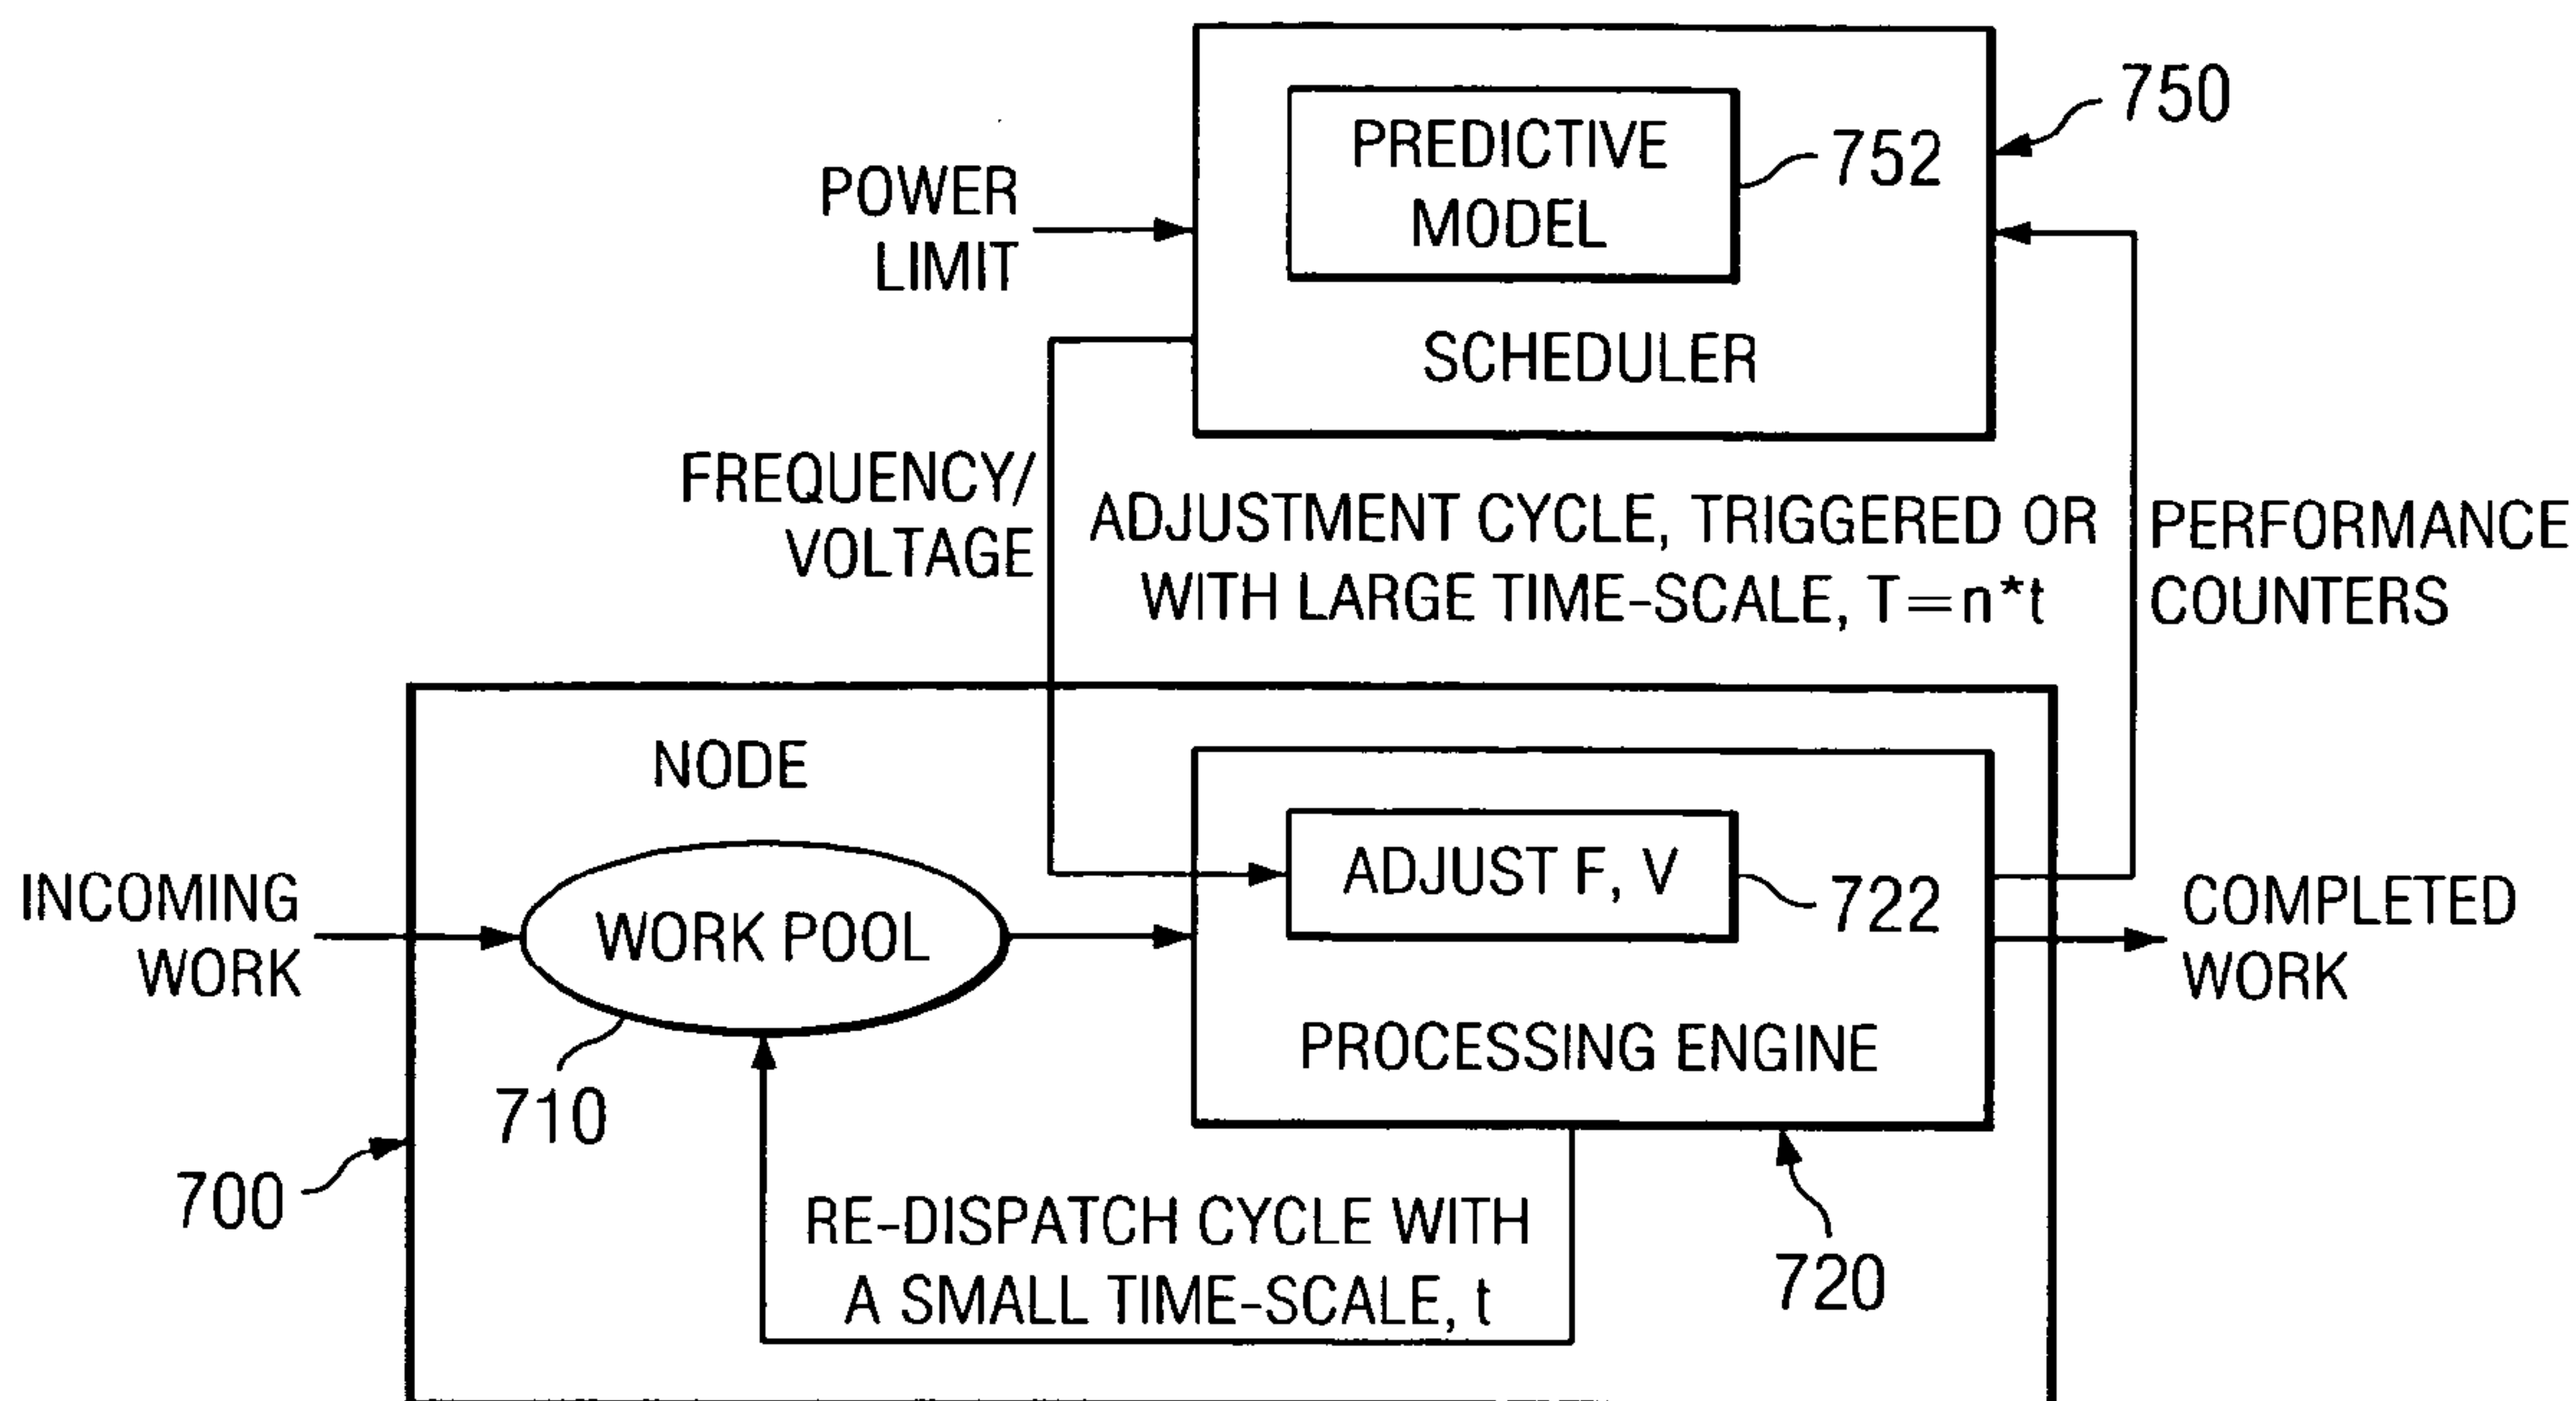 750
PREDICTIVE
MODEL
752
POWER
LIMIT
SCHEDULER
FREQUENCY/
VOLTAGE
ADJUSTMENT CYCLE, TRIGGERED OR
WITH LARGE TIME-SCALE, T=n*t
PERFORMANCE
COUNTERS
NODE
INCOMING
WORK
WORK POOL
ADJUST F, V
722
COMPLETED
WORK
PROCESSING ENGINE
710
700
RE-DISPATCH CYCLE WITH
A SMALL TIME-SCALE, t
720